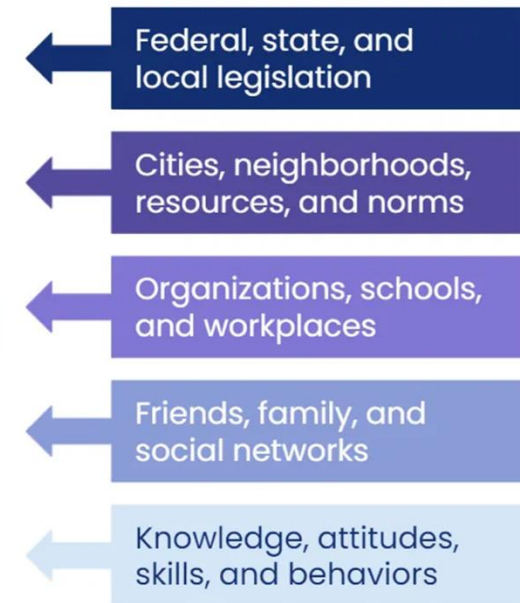 Federal, state, and
local legislation
Cities, neighborhoods,
resources, and norms
Organizations, schools,
and workplaces
Friends, family, and
social networks
Knowledge, attitudes,
skills, and behaviors